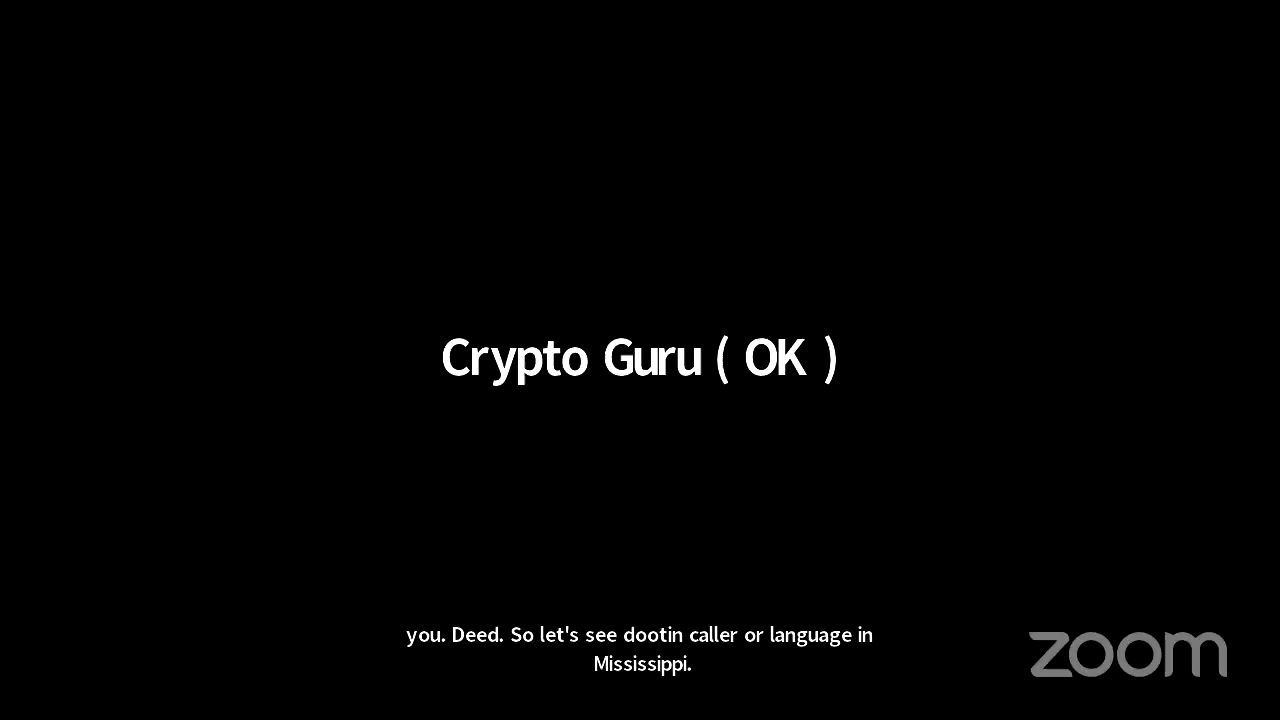 Crypto Guru ( OK )
you. Deed. So let's see dootin caller or language in
Mississippi.
zoom